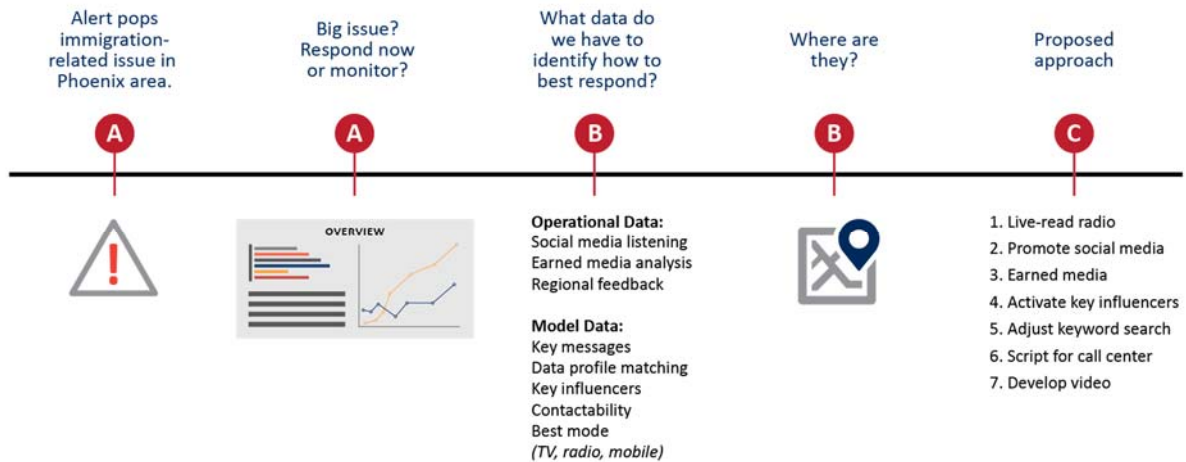 Alert pops
immigration-
related issue in
Phoenix area.
Big issue?
Respond now
or monitor?
What data do
we have to
identify how to
best respond?
Where are
they?
Proposed
approach
A
A
B
B
C
OVERVIEW
Operational Data:
Social media listening
Earned media analysis
Regional feedback
Model Data:
Key messages
Data profile matching
Key influencers
Contactability
Best mode
(TV, radio, mobile)
1. Live-read radio
2. Promote social media
3. Earned media
4. Activate key influencers
5. Adjust keyword search
6. Script for call center
7. Develop video